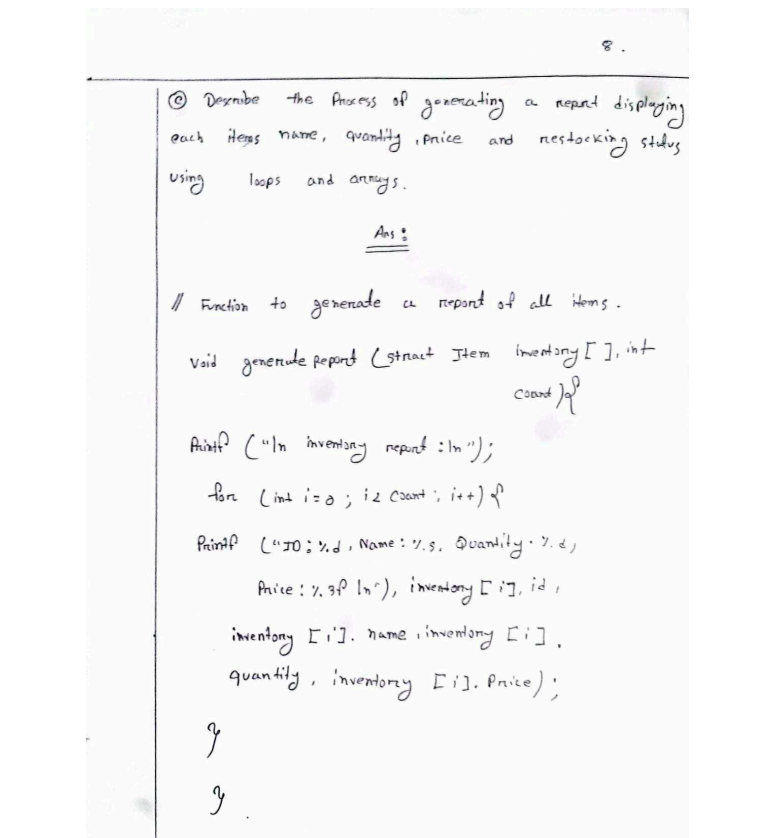 8.
Ⓒ Describe the Process of generating a report displaying
each items name, quantity, Price and restocking status
using loops and arrays.
Ans:
// Function to generate a report of all items.
Void generate Report (struct Item inventory [ ], int
count) {
Printf ("\n inventory report : \n");
for (int i = 0 ; i < count ; i++) {
Printf ("ID : %d, Name : %s, Quantity . %d,
Price : %.3f \n"), inventory [i], id,
inventory [i]. name, inventory [i].
quantity, inventory [i]. Price);
}
}.